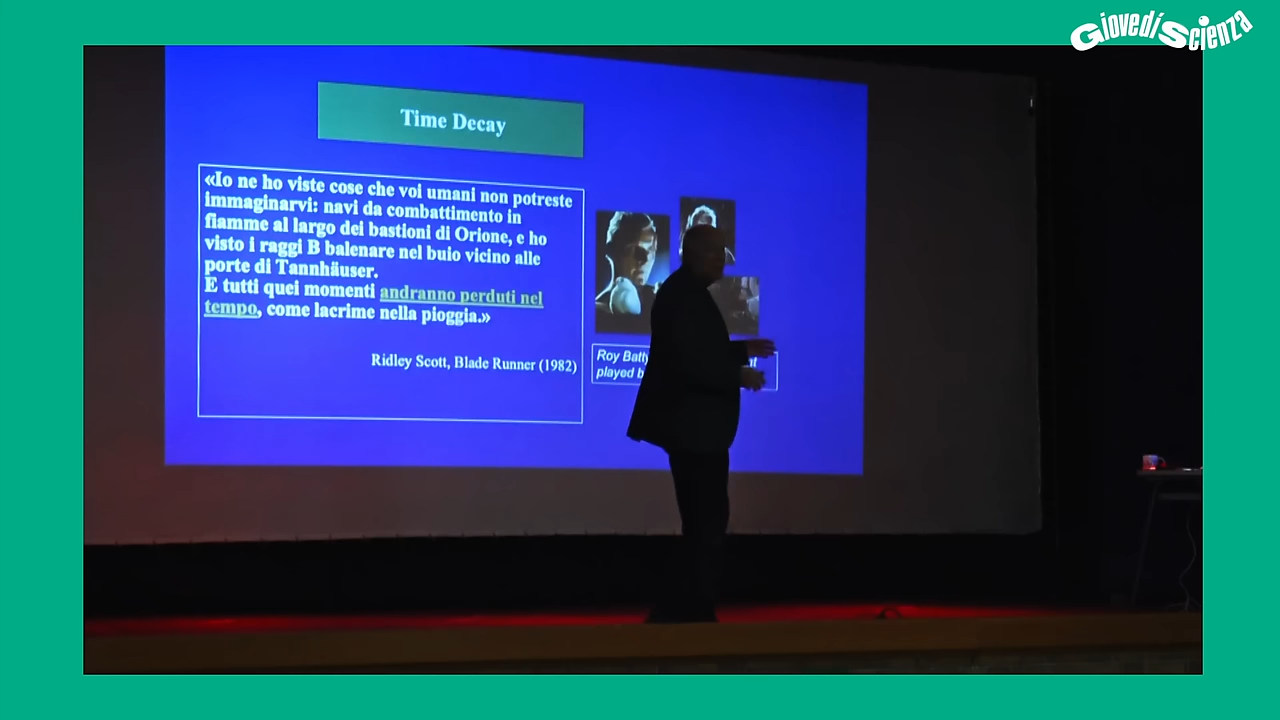 GiovedìScienza
Time Decay
«Io ne ho viste cose che voi umani non potreste
immaginarvi: navi da combattimento in
fiamme al largo dei bastioni di Orione, e ho
visto i raggi B balenare nel buio vicino alle
porte di Tannhäuser.
E tutti quei momenti andranno perduti nel
tempo, come lacrime nella pioggia.»
Ridley Scott, Blade Runner (1982)
Roy
played